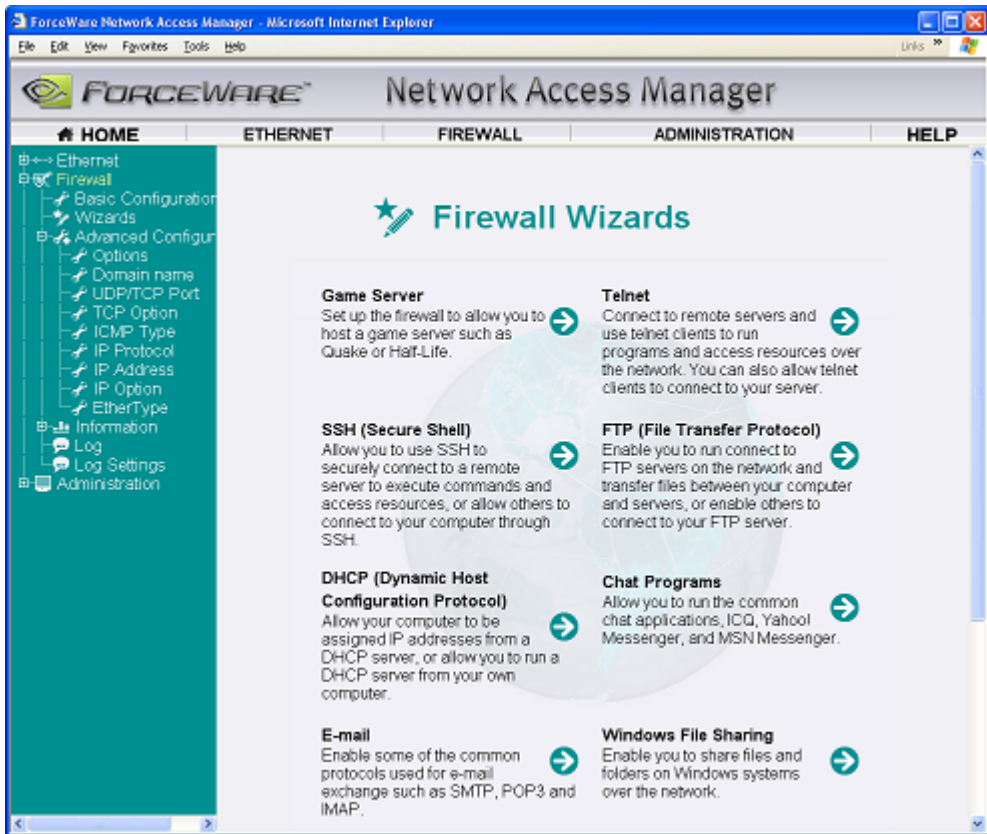 ForceWare Network Access Manager - Microsoft Internet Explorer
File Edit View Favorites Tools Help
Links »
FORCEWARE™ Network Access Manager
HOME ETHERNET FIREWALL ADMINISTRATION HELP
Ethernet
Firewall
Basic Configuration
Wizards
Advanced Configur
Options
Domain name
UDP/TCP Port
TCP Option
ICMP Type
IP Protocol
IP Address
IP Option
EtherType
Information
Log
Log Settings
Administration
Firewall Wizards
Game Server
Set up the firewall to allow you to
host a game server such as
Quake or Half-Life.
Telnet
Connect to remote servers and
use telnet clients to run
programs and access resources over
the network. You can also allow telnet
clients to connect to your server.
SSH (Secure Shell)
Allow you to use SSH to
securely connect to a remote
server to execute commands and
access resources, or allow others to
connect to your computer through
SSH.
FTP (File Transfer Protocol)
Enable you to run connect to
FTP servers on the network and
transfer files between your computer
and servers, or enable others to
connect to your FTP server.
DHCP (Dynamic Host
Configuration Protocol)
Allow your computer to be
assigned IP addresses from a
DHCP server, or allow you to run a
DHCP server from your own
computer.
Chat Programs
Allow you to run the common
chat applications, ICQ, Yahoo!
Messenger, and MSN Messenger.
E-mail
Enable some of the common
protocols used for e-mail
exchange such as SMTP, POP3 and
IMAP.
Windows File Sharing
Enable you to share files and
folders on Windows systems
over the network.